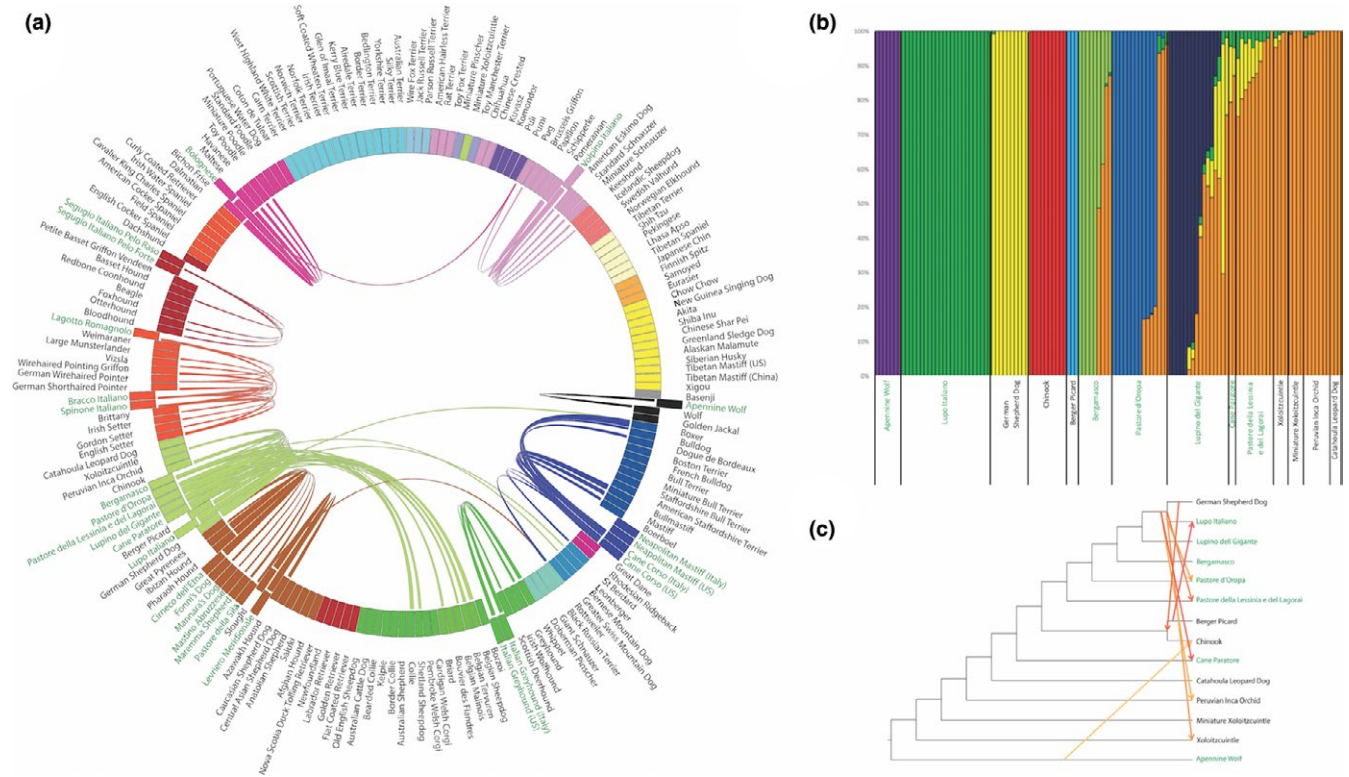 (a)
Soft Coated Wheaten Terrier
West Highland White Terrier
Glen of Imaal Terrier
Kerry Blue Terrier
Airedale Terrier
Border Terrier
Bedlington Terrier
Yorkshire Terrier
Silky Terrier
Australian Terrier
Wire Fox Terrier
Jack Russell Terrier
Parson Russell Terrier
American Hairless Terrier
Rat Terrier
Toy Fox Terrier
Miniature Pinscher
Miniature Xoloitzcuintle
Toy Manchester Terrier
Chihuahua
Chinese Crested
Kuvasz
Komondor
Puli
Pumi
Pug
Brussels Griffon
Papillon
Schipperke
Pomeranian
Volpino Italiano
American Eskimo Dog
Standard Schnauzer
Miniature Schnauzer
Keeshond
Icelandic Sheepdog
Swedish Valhund
Norwegian Elkhound
Tibetan Terrier
Shih Tzu
Pekingese
Lhasa Apso
Tibetan Spaniel
Japanese Chin
Finnish Spitz
Samoyed
Eurasier
Chow Chow
New Guinea Singing Dog
Akita
Shiba Inu
Chinese Shar Pei
Greenland Sledge Dog
Alaskan Malamute
Siberian Husky
Tibetan Mastiff (US)
Tibetan Mastiff (China)
Xigou
Basenji
Apennine Wolf
Wolf
Golden Jackal
Boxer
Bulldog
Dogue de Bordeaux
Boston Terrier
French Bulldog
Bull Terrier
Miniature Bull Terrier
Staffordshire Bull Terrier
American Staffordshire Terrier
Bullmastiff
Mastiff
Boerboel
Neapolitan Mastiff (Italy)
Neapolitan Mastiff (US)
Cane Corso (Italy)
Cane Corso (US)
Great Dane
Rhodesian Ridgeback
St Bernard
Leonberger
Bernese Mountain Dog
Greater Swiss Mountain Dog
Rottweiler
Black Russian Terrier
Giant Schnauzer
Doberman Pinscher
Irish Wolfhound
Scottish Deerhound
Whippet
Greyhound
Italian Greyhound (Italy)
Italian Greyhound (US)
Borzoi
Belgian Sheepdog
Belgian Tervuren
Belgian Malinois
Bouvier des Flandres
Briard
Cardigan Welsh Corgi
Pembroke Welsh Corgi
Shetland Sheepdog
Collie
Australian Shepherd
Border Collie
Kelpie
Bearded Collie
Australian Cattle Dog
Old English Sheepdog
Flat Coated Retriever
Golden Retriever
Labrador Retriever
Nova Scotia Duck Tolling Retriever
Newfoundland
Afghan Hound
Saluki
Anatolian Shepherd
Central Asian Shepherd Dog
Caucasian Shepherd Dog
Azawakh Hound
Sloughi
Levriero Meridionale
Pastore della Sila
Maremma Shepherd
Mastino Abruzzese
Mannara's Dog
Fonni's Dog
Cirneco dell'Etna
Pharaoh Hound
Ibizan Hound
Great Pyrenees
German Shepherd Dog
Berger Picard
Lupo Italiano
Cane Paratore
Lupino del Gigante
Pastore della Lessinia e del Lagorai
Pastore d'Oropa
Bergamasco
Chinook
Peruvian Inca Orchid
Xoloitzcuintle
Catahoula Leopard Dog
English Setter
Gordon Setter
Irish Setter
Brittany
Spinone Italiano
Bracco Italiano
German Shorthaired Pointer
German Wirehaired Pointer
Wirehaired Pointing Griffon
Vizsla
Large Munsterlander
Weimaraner
Lagotto Romagnolo
Bloodhound
Otterhound
Foxhound
Beagle
Redbone Coonhound
Basset Hound
Petite Basset Griffon Vendeen
Segugio Italiano Pelo Forte
Segugio Italiano Pelo Raso
Dachshund
English Cocker Spaniel
Field Spaniel
American Cocker Spaniel
Cavalier King Charles Spaniel
Irish Water Spaniel
Curly Coated Retriever
Dalmatian
Bichon Frise
Bolognese
Maltese
Havanese
Toy Poodle
Miniature Poodle
Standard Poodle
Portuguese Water Dog
Coton de Tulear
Cairn Terrier
Scottish Terrier
Norwich Terrier
Norfolk Terrier
Irish Terrier
(b)
100%
90%
80%
70%
60%
50%
40%
30%
20%
10%
0%
Apennine Wolf
Lupo Italiano
German
Shepherd Dog
Chinook
Berger Picard
Bergamasco
Pastore d'Oropa
Lupino del Gigante
Cane Paratore
Pastore della Lessinia
e del Lagorai
Xoloitzcuintle
Miniature Xoloitzcuintle
Peruvian Inca Orchid
Catahoula Leopard Dog
(c)
German Shepherd Dog
Lupo Italiano
Lupino dell Gigante
Bergamasco
Pastore d'Oropa
Pastore della Lessinia e del Lagorai
Berger Picard
Chinook
Cane Paratore
Catahoula Leopard Dog
Peruvian Inca Orchid
Miniature Xoloitzcuintle
Xoloitzcuintle
Apennine Wolf